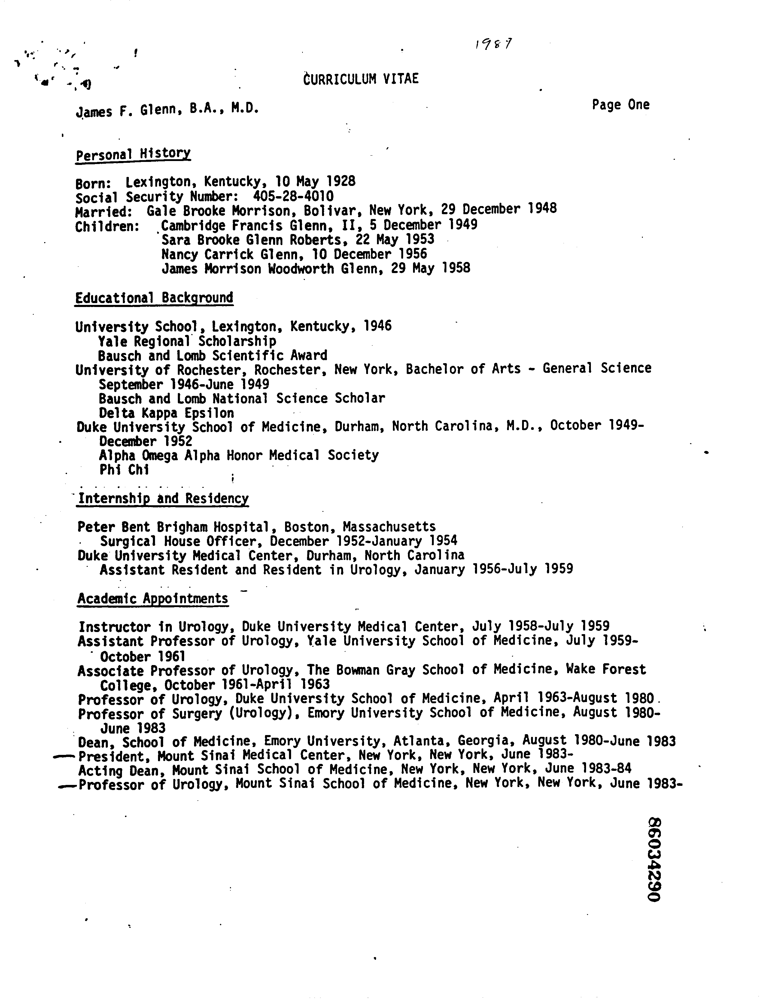 1987
CURRICULUM VITAE
James F. Glenn, B.A., M.D.
Page One
Personal History
Born: Lexington, Kentucky, 10 May 1928
Social Security Number: 405-28-4010
Married: Gale Brooke Morrison, Bolivar, New York, 29 December 1948
Children: Cambridge Francis Glenn, II, 5 December 1949
Sara Brooke Glenn Roberts, 22 May 1953
Nancy Carrick Glenn, 10 December 1956
James Morrison Woodworth Glenn, 29 May 1958
Educational Background
University School, Lexington, Kentucky, 1946
Yale Regional Scholarship
Bausch and Lomb Scientific Award
University of Rochester, Rochester, New York, Bachelor of Arts - General Science
September 1946-June 1949
Bausch and Lomb National Science Scholar
Delta Kappa Epsilon
Duke University School of Medicine, Durham, North Carolina, M.D., October 1949-
December 1952
Alpha Omega Alpha Honor Medical Society
Phi Chi
Internship and Residency
Peter Bent Brigham Hospital, Boston, Massachusetts
Surgical House Officer, December 1952-January 1954
Duke University Medical Center, Durham, North Carolina
Assistant Resident and Resident in Urology, January 1956-July 1959
Academic Appointments
Instructor in Urology, Duke University Medical Center, July 1958-July 1959
Assistant Professor of Urology, Yale University School of Medicine, July 1959-
October 1961
Associate Professor of Urology, The Bowman Gray School of Medicine, Wake Forest
College, October 1961-April 1963
Professor of Urology, Duke University School of Medicine, April 1963-August 1980
Professor of Surgery (Urology), Emory University School of Medicine, August 1980-
June 1983
Dean, School of Medicine, Emory University, Atlanta, Georgia, August 1980-June 1983
President, Mount Sinai Medical Center, New York, New York, June 1983-
Acting Dean, Mount Sinai School of Medicine, New York, New York, June 1983-84
Professor of Urology, Mount Sinai School of Medicine, New York, New York, June 1983-
86034290